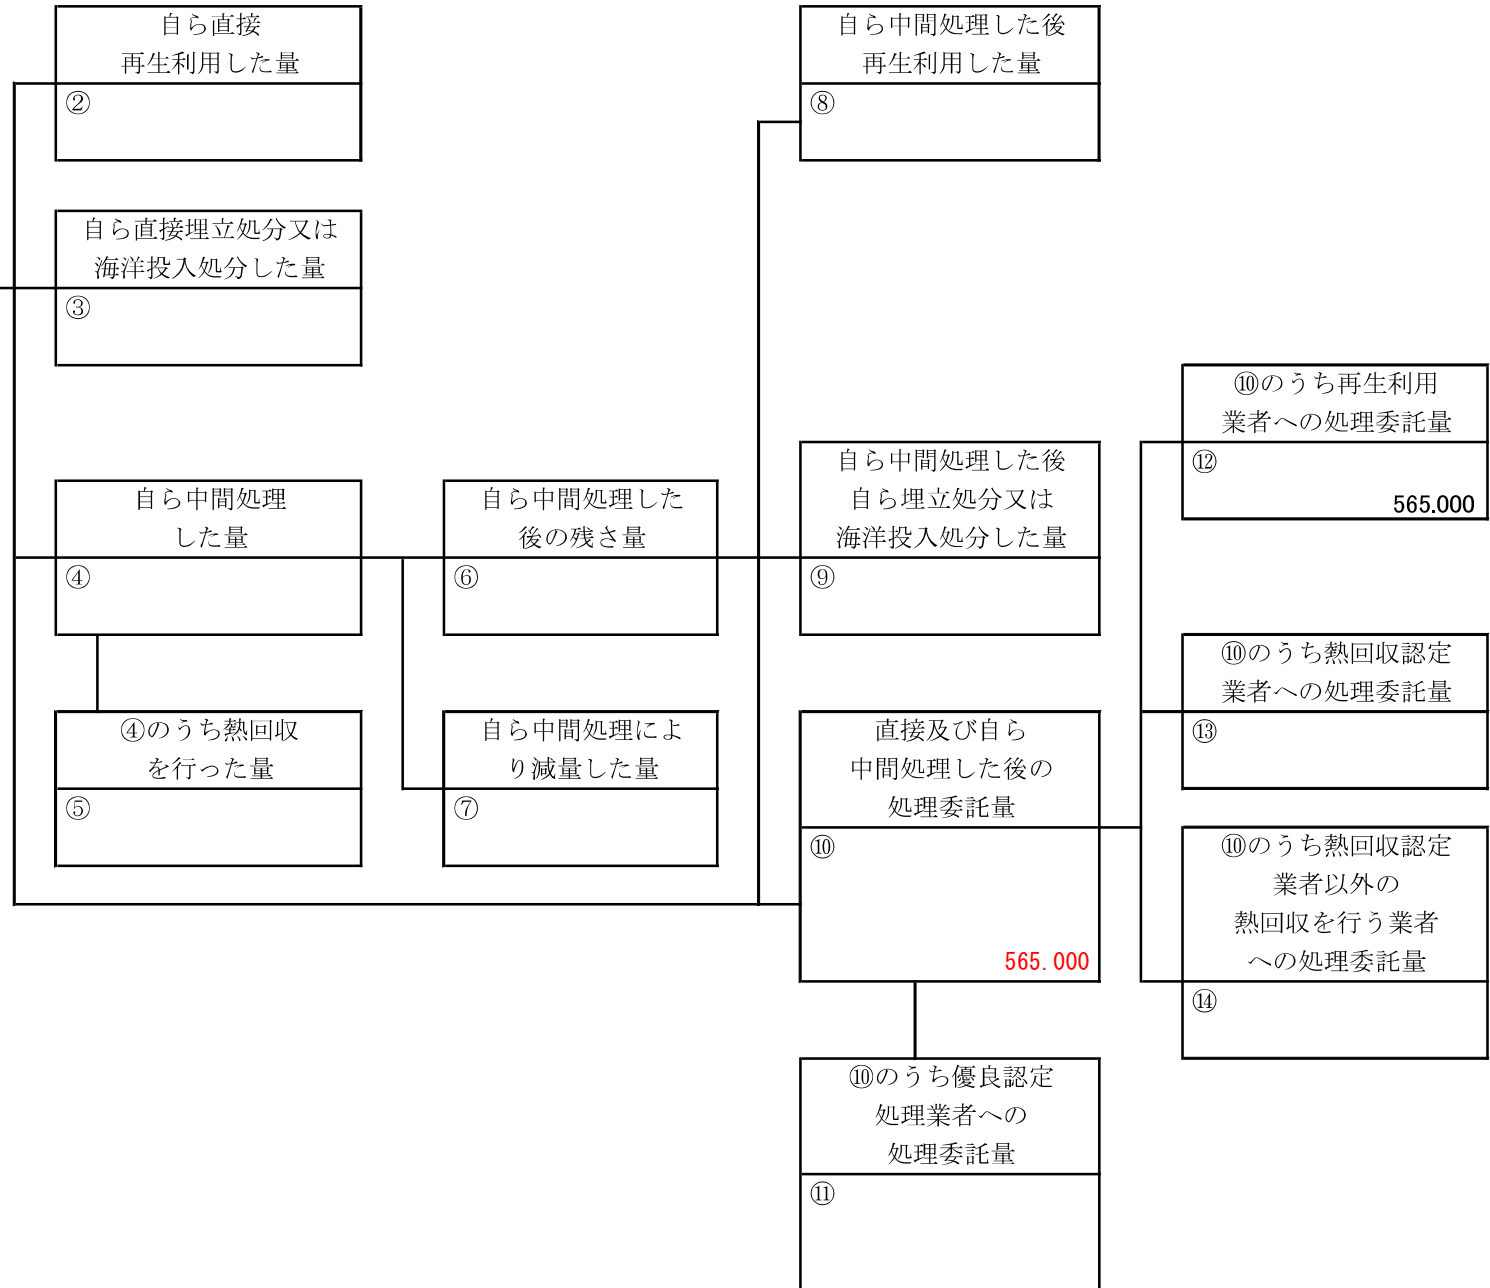 自ら直接
再生利用した量
②
自ら中間処理した後
再生利用した量
⑧
自ら直接埋立処分又は
海洋投入処分した量
③
⑩のうち再生利用
業者への処理委託量
⑫
565.000
自ら中間処理
した量
④
自ら中間処理した
後の残さ量
⑥
自ら中間処理した後
自ら埋立処分又は
海洋投入処分した量
⑨
⑩のうち熱回収認定
業者への処理委託量
⑬
④のうち熱回収
を行った量
⑤
自ら中間処理によ
り減量した量
⑦
直接及び自ら
中間処理した後の
処理委託量
⑩
565.000
⑩のうち熱回収認定
業者以外の
熱回収を行う業者
への処理委託量
⑭
⑩のうち優良認定
処理業者への
処理委託量
⑪